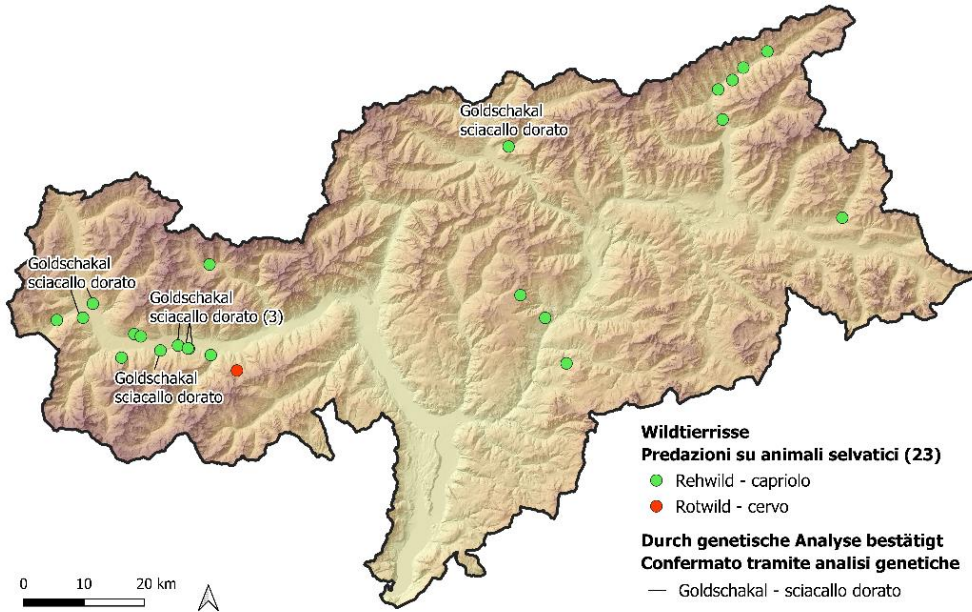 Goldschakal
sciacallo dorato
Goldschakal
sciacallo dorato
Goldschakal
sciacallo dorato (3)
Goldschakal
sciacallo dorato
Wildtierrisse
Predazioni su animali selvatici (23)
Rehwild - capriolo
Rotwild - cervo
Durch genetische Analyse bestätigt
Confermato tramite analisi genetiche
Goldschakal - sciacallo dorato
0 10 20 km